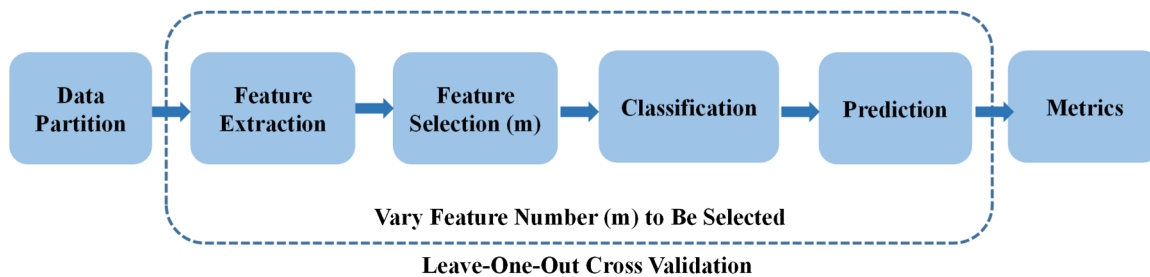 Data
Partition
Feature
Extraction
Feature
Selection (m)
Classification
Prediction
Metrics
Vary Feature Number (m) to Be Selected
Leave-One-Out Cross Validation